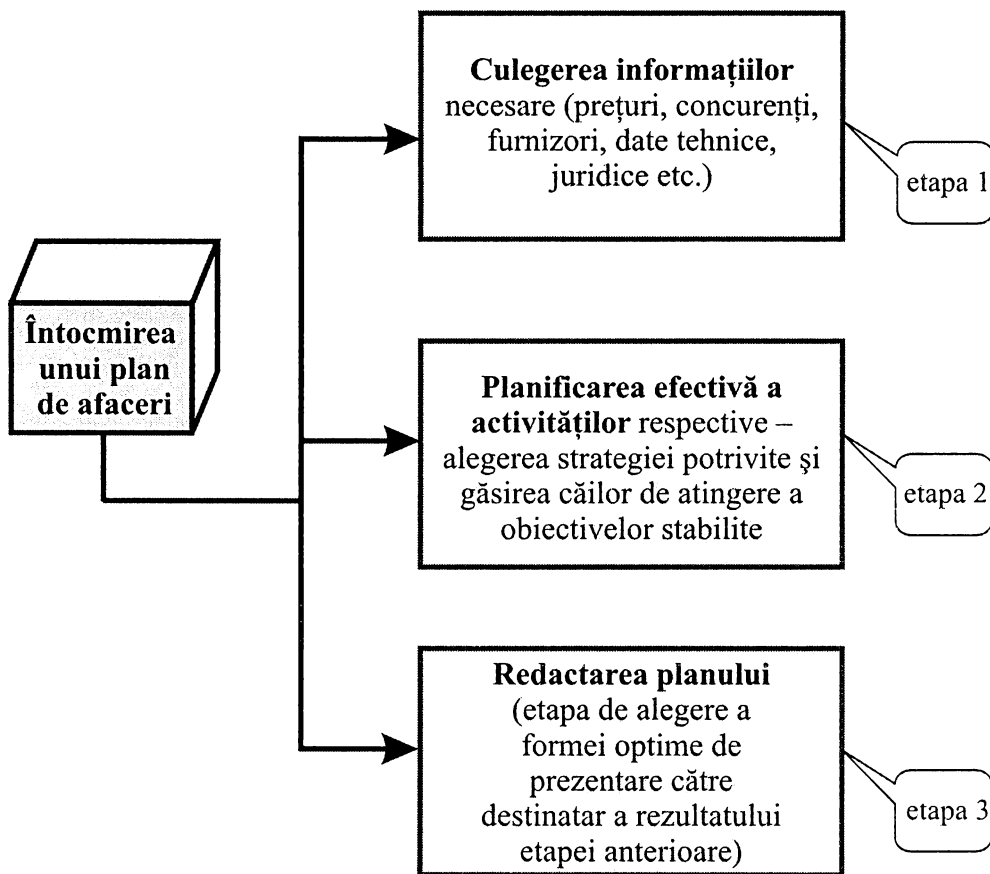 Culegerea informațiilor
necesare (prețuri, concurenți,
furnizori, date tehnice,
juridice etc.)
etapa 1
Întocmirea
unui plan
de afaceri
Planificarea efectivă a
activităților respective –
alegerea strategiei potrivite şi
găsirea căilor de atingere a
obiectivelor stabilite
etapa 2
Redactarea planului
(etapa de alegere a
formei optime de
prezentare către
destinatar a rezultatului
etapei anterioare)
etapa 3